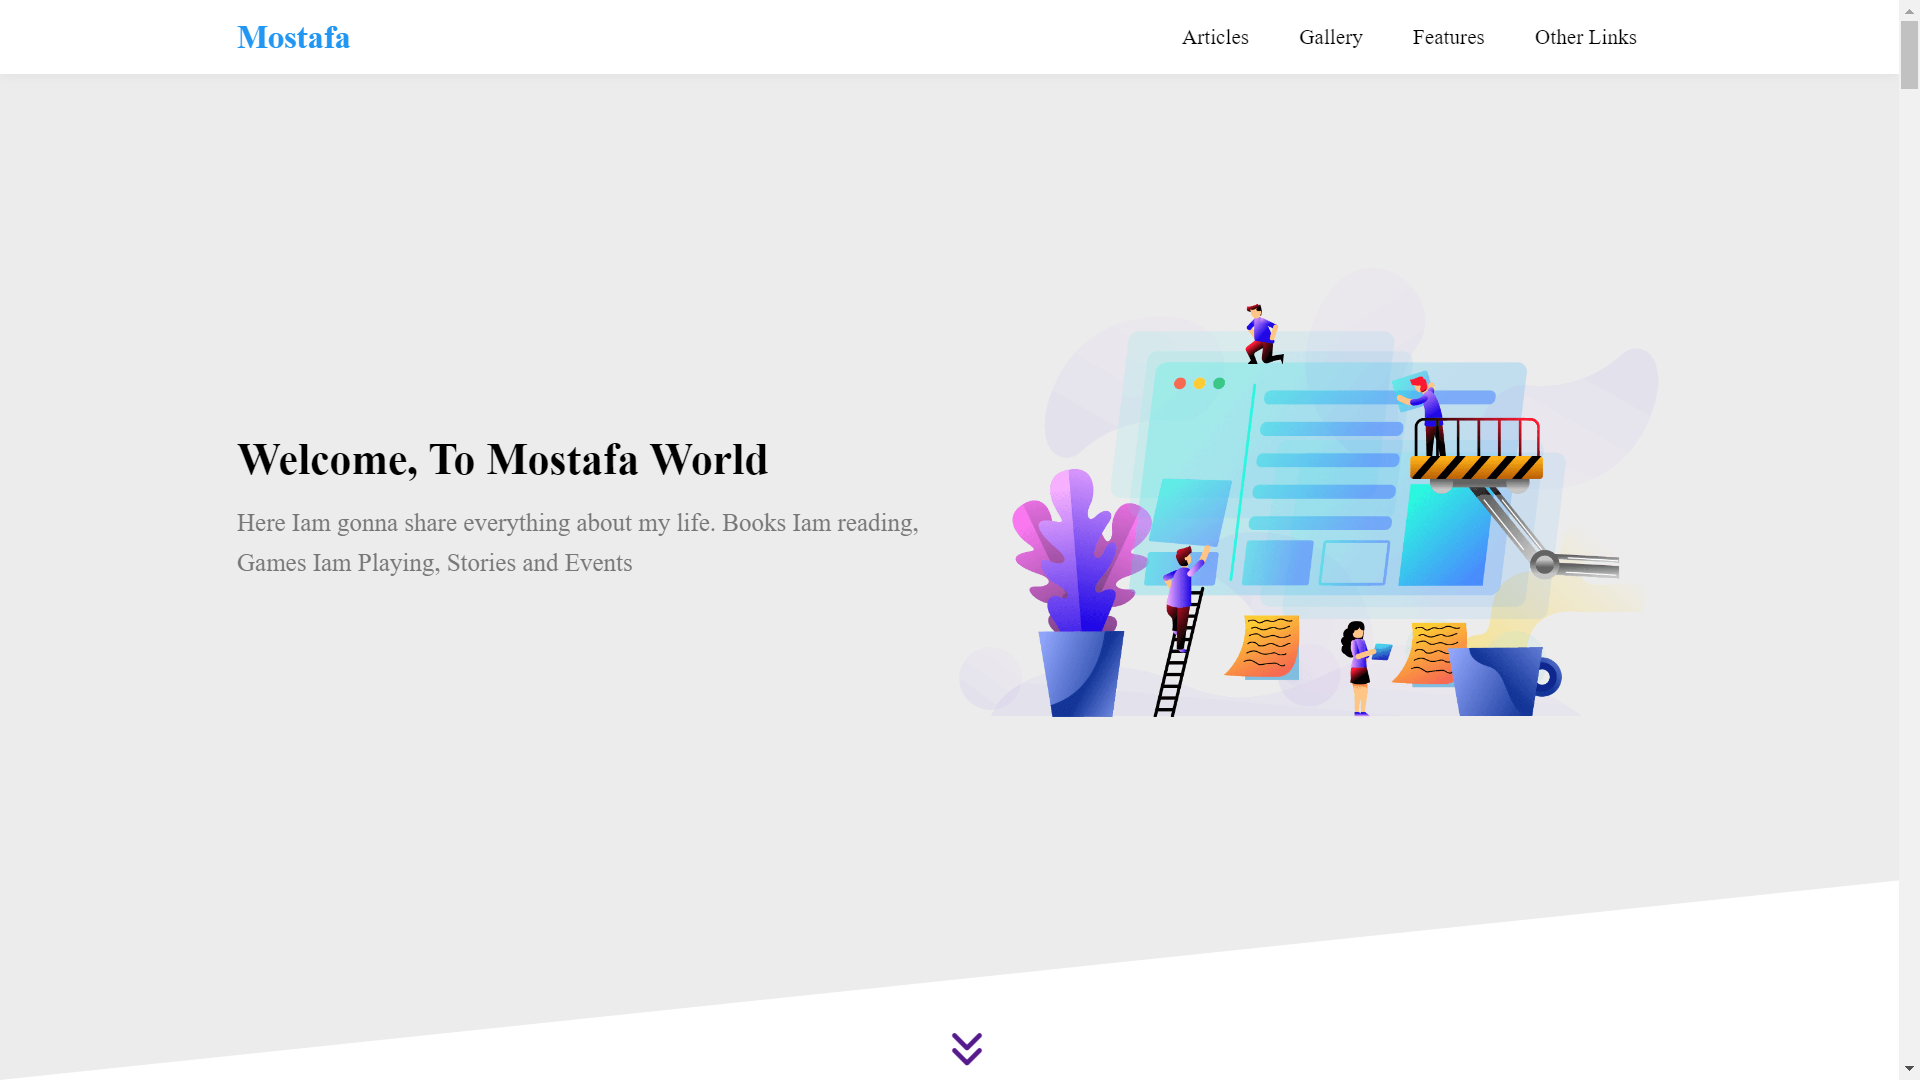 Mostafa
Articles
Gallery
Features
Other Links
Welcome, To Mostafa World
Here Iam gonna share everything about my life. Books Iam reading,
Games Iam Playing, Stories and Events